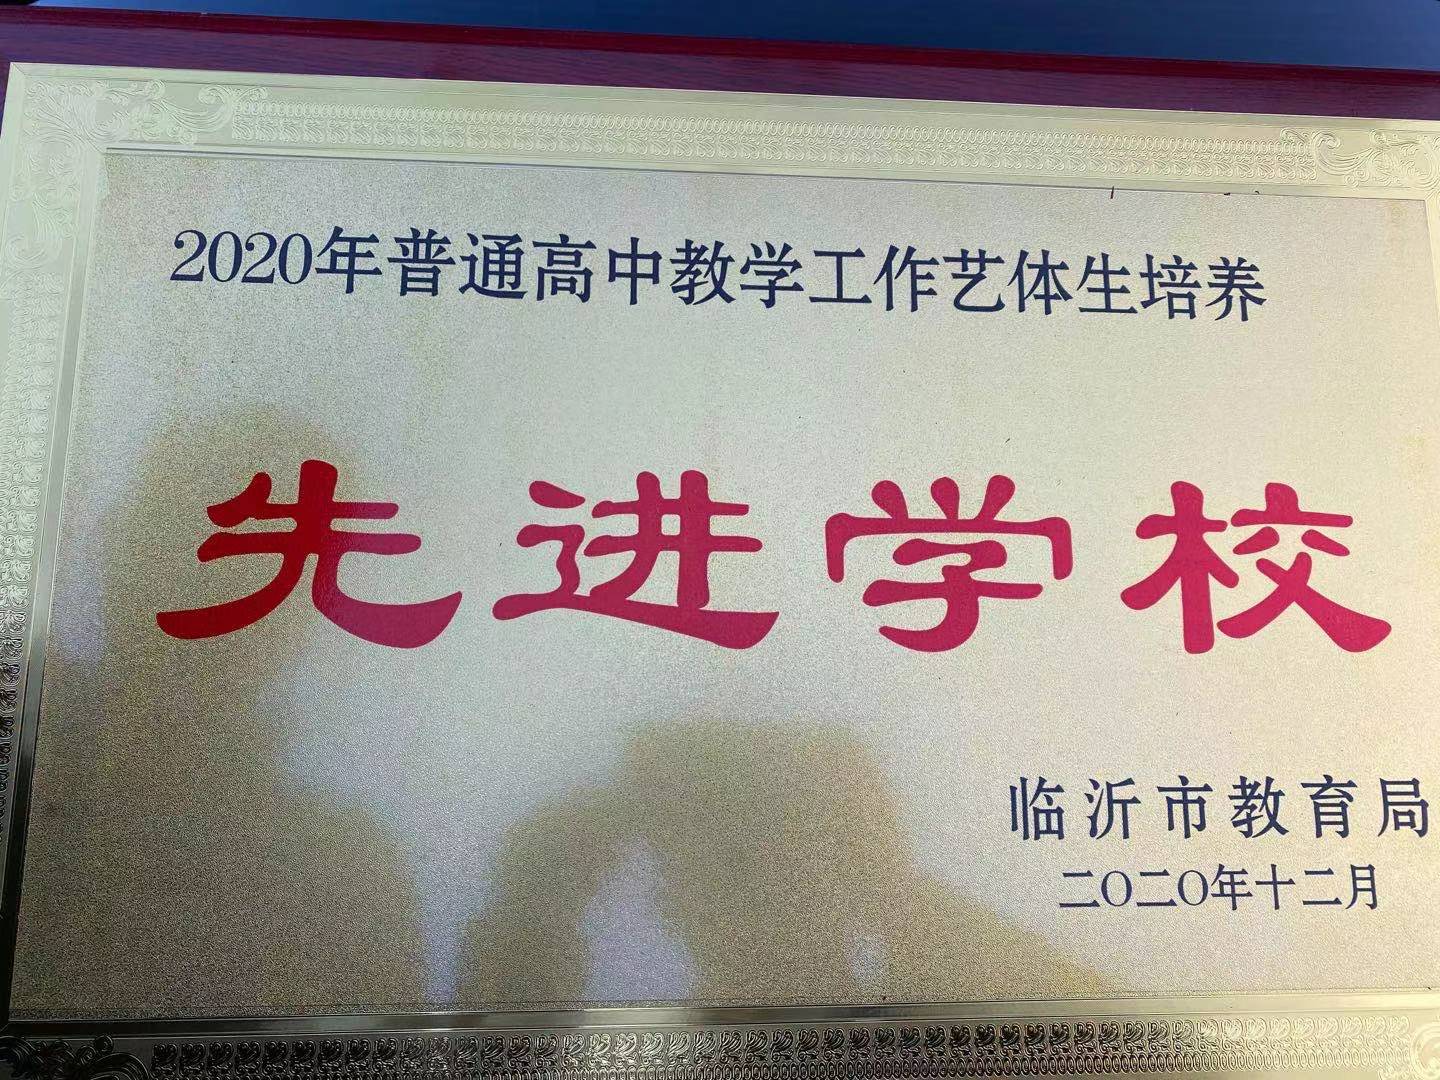 2020年普通高中教学工作艺体生培养
先进学校
临沂市教育局
二〇二〇年十二月